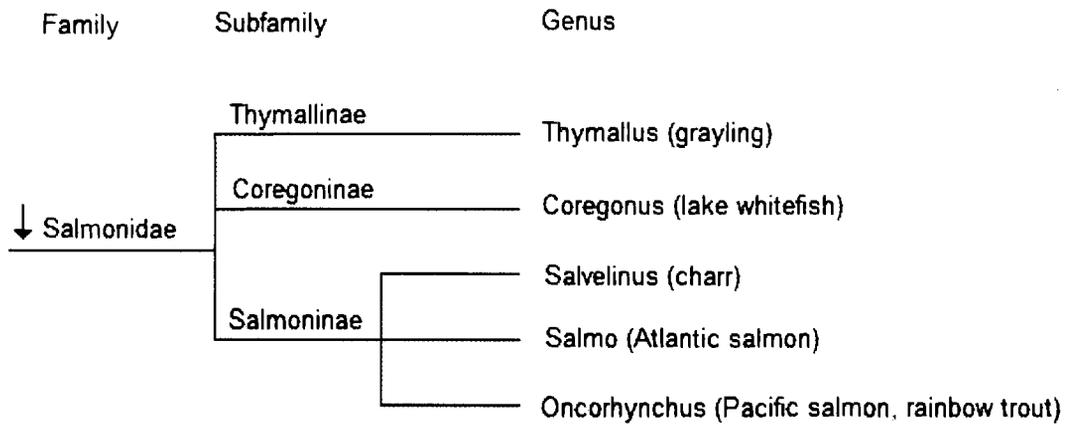 Family Subfamily Genus
Thymallinae
Thymallus (grayling)
Coregoninae
Coregonus (lake whitefish)
Salmonidae
Salvelinus (charr)
Salmoninae
Salmo (Atlantic salmon)
Oncorhynchus (Pacific salmon, rainbow trout)